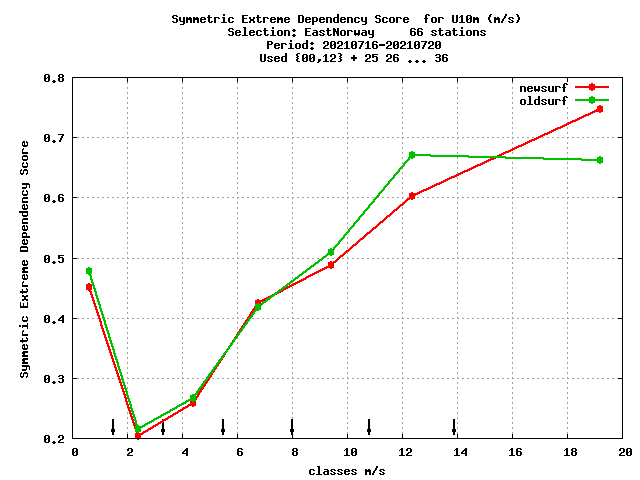 Symmetric Extreme Dependency Score  for U10m (m/s)
Selection: EastNorway     66 stations
Period: 20210716-20210720
Used {00,12} + 25 26 ... 36
newsurf
oldsurf
Symmetric Extreme Dependency Score
0.8
0.7
0.6
0.5
0.4
0.3
0.2
0 2 4 6 8 10 12 14 16 18 20
classes m/s